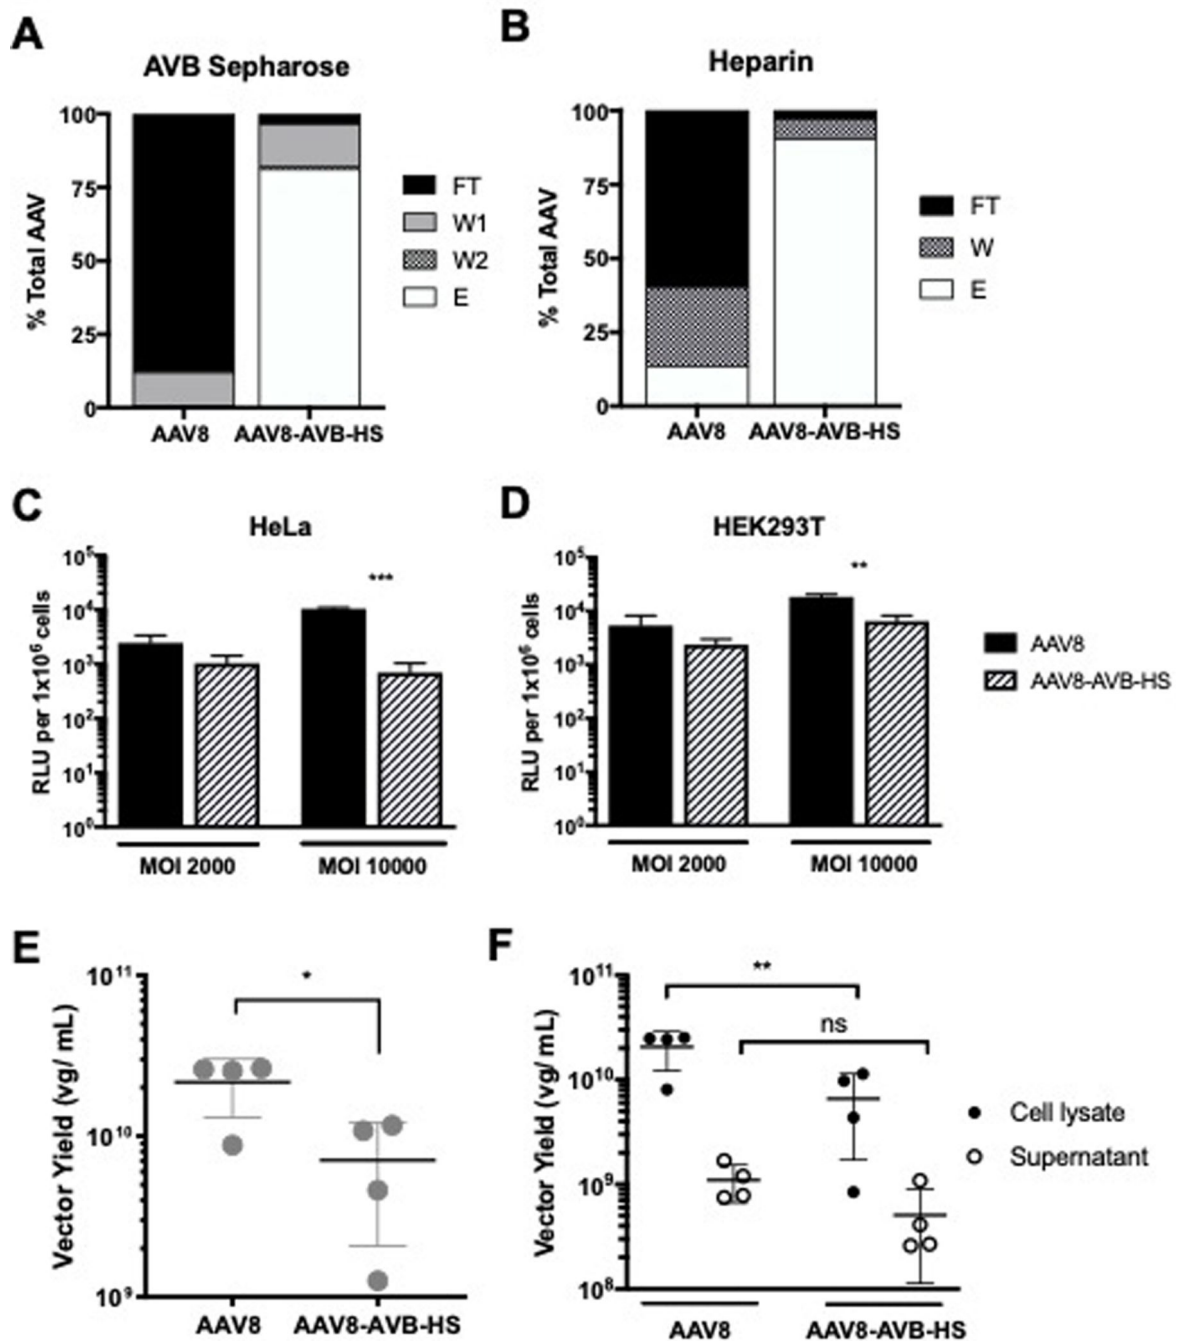 A
B
AVB Sepharose
Heparin
% Total AAV
100
75
50
25
0
AAV8
AAV8-AVB-HS
FT
W1
W2
E
% Total AAV
100
75
50
25
0
AAV8
AAV8-AVB-HS
FT
W
E
C
D
HeLa
HEK293T
RLU per 1x10⁶ cells
10⁵
10⁴
10³
10²
10¹
10⁰
***
MOI 2000
MOI 10000
RLU per 1x10⁶ cells
10⁵
10⁴
10³
10²
10¹
10⁰
**
MOI 2000
MOI 10000
AAV8
AAV8-AVB-HS
E
F
Vector Yield (vg/ mL)
10¹¹
10¹⁰
10⁹
*
AAV8
AAV8-AVB-HS
Vector Yield (vg/ mL)
10¹¹
10¹⁰
10⁹
10⁸
**
ns
AAV8
AAV8-AVB-HS
Cell lysate
Supernatant